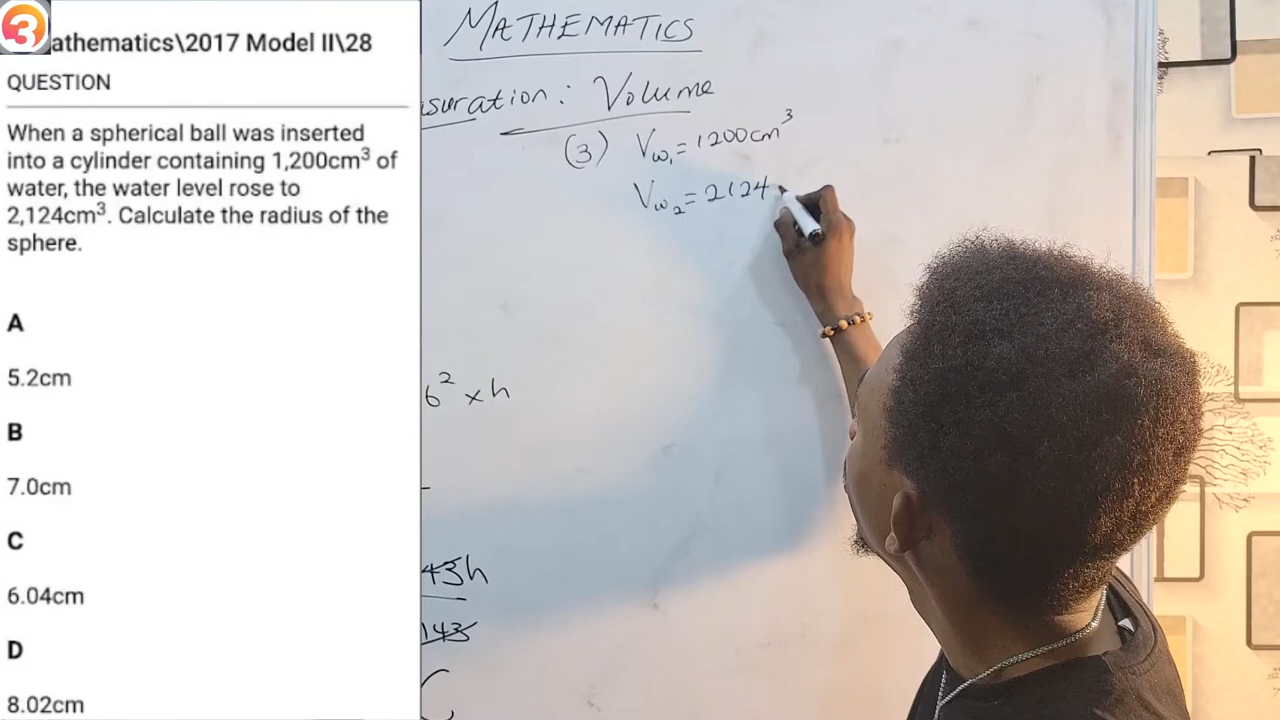 3
athematics\2017 Model II\28
QUESTION
When a spherical ball was inserted
into a cylinder containing 1,200cm³ of
water, the water level rose to
2,124cm³. Calculate the radius of the
sphere.
A
5.2cm
B
7.0cm
C
6.04cm
D
8.02cm
MATHEMATICS
suration: Volume
(3) Vw₁ = 1200cm³
Vw₂ = 2124
6² × h
43h
143